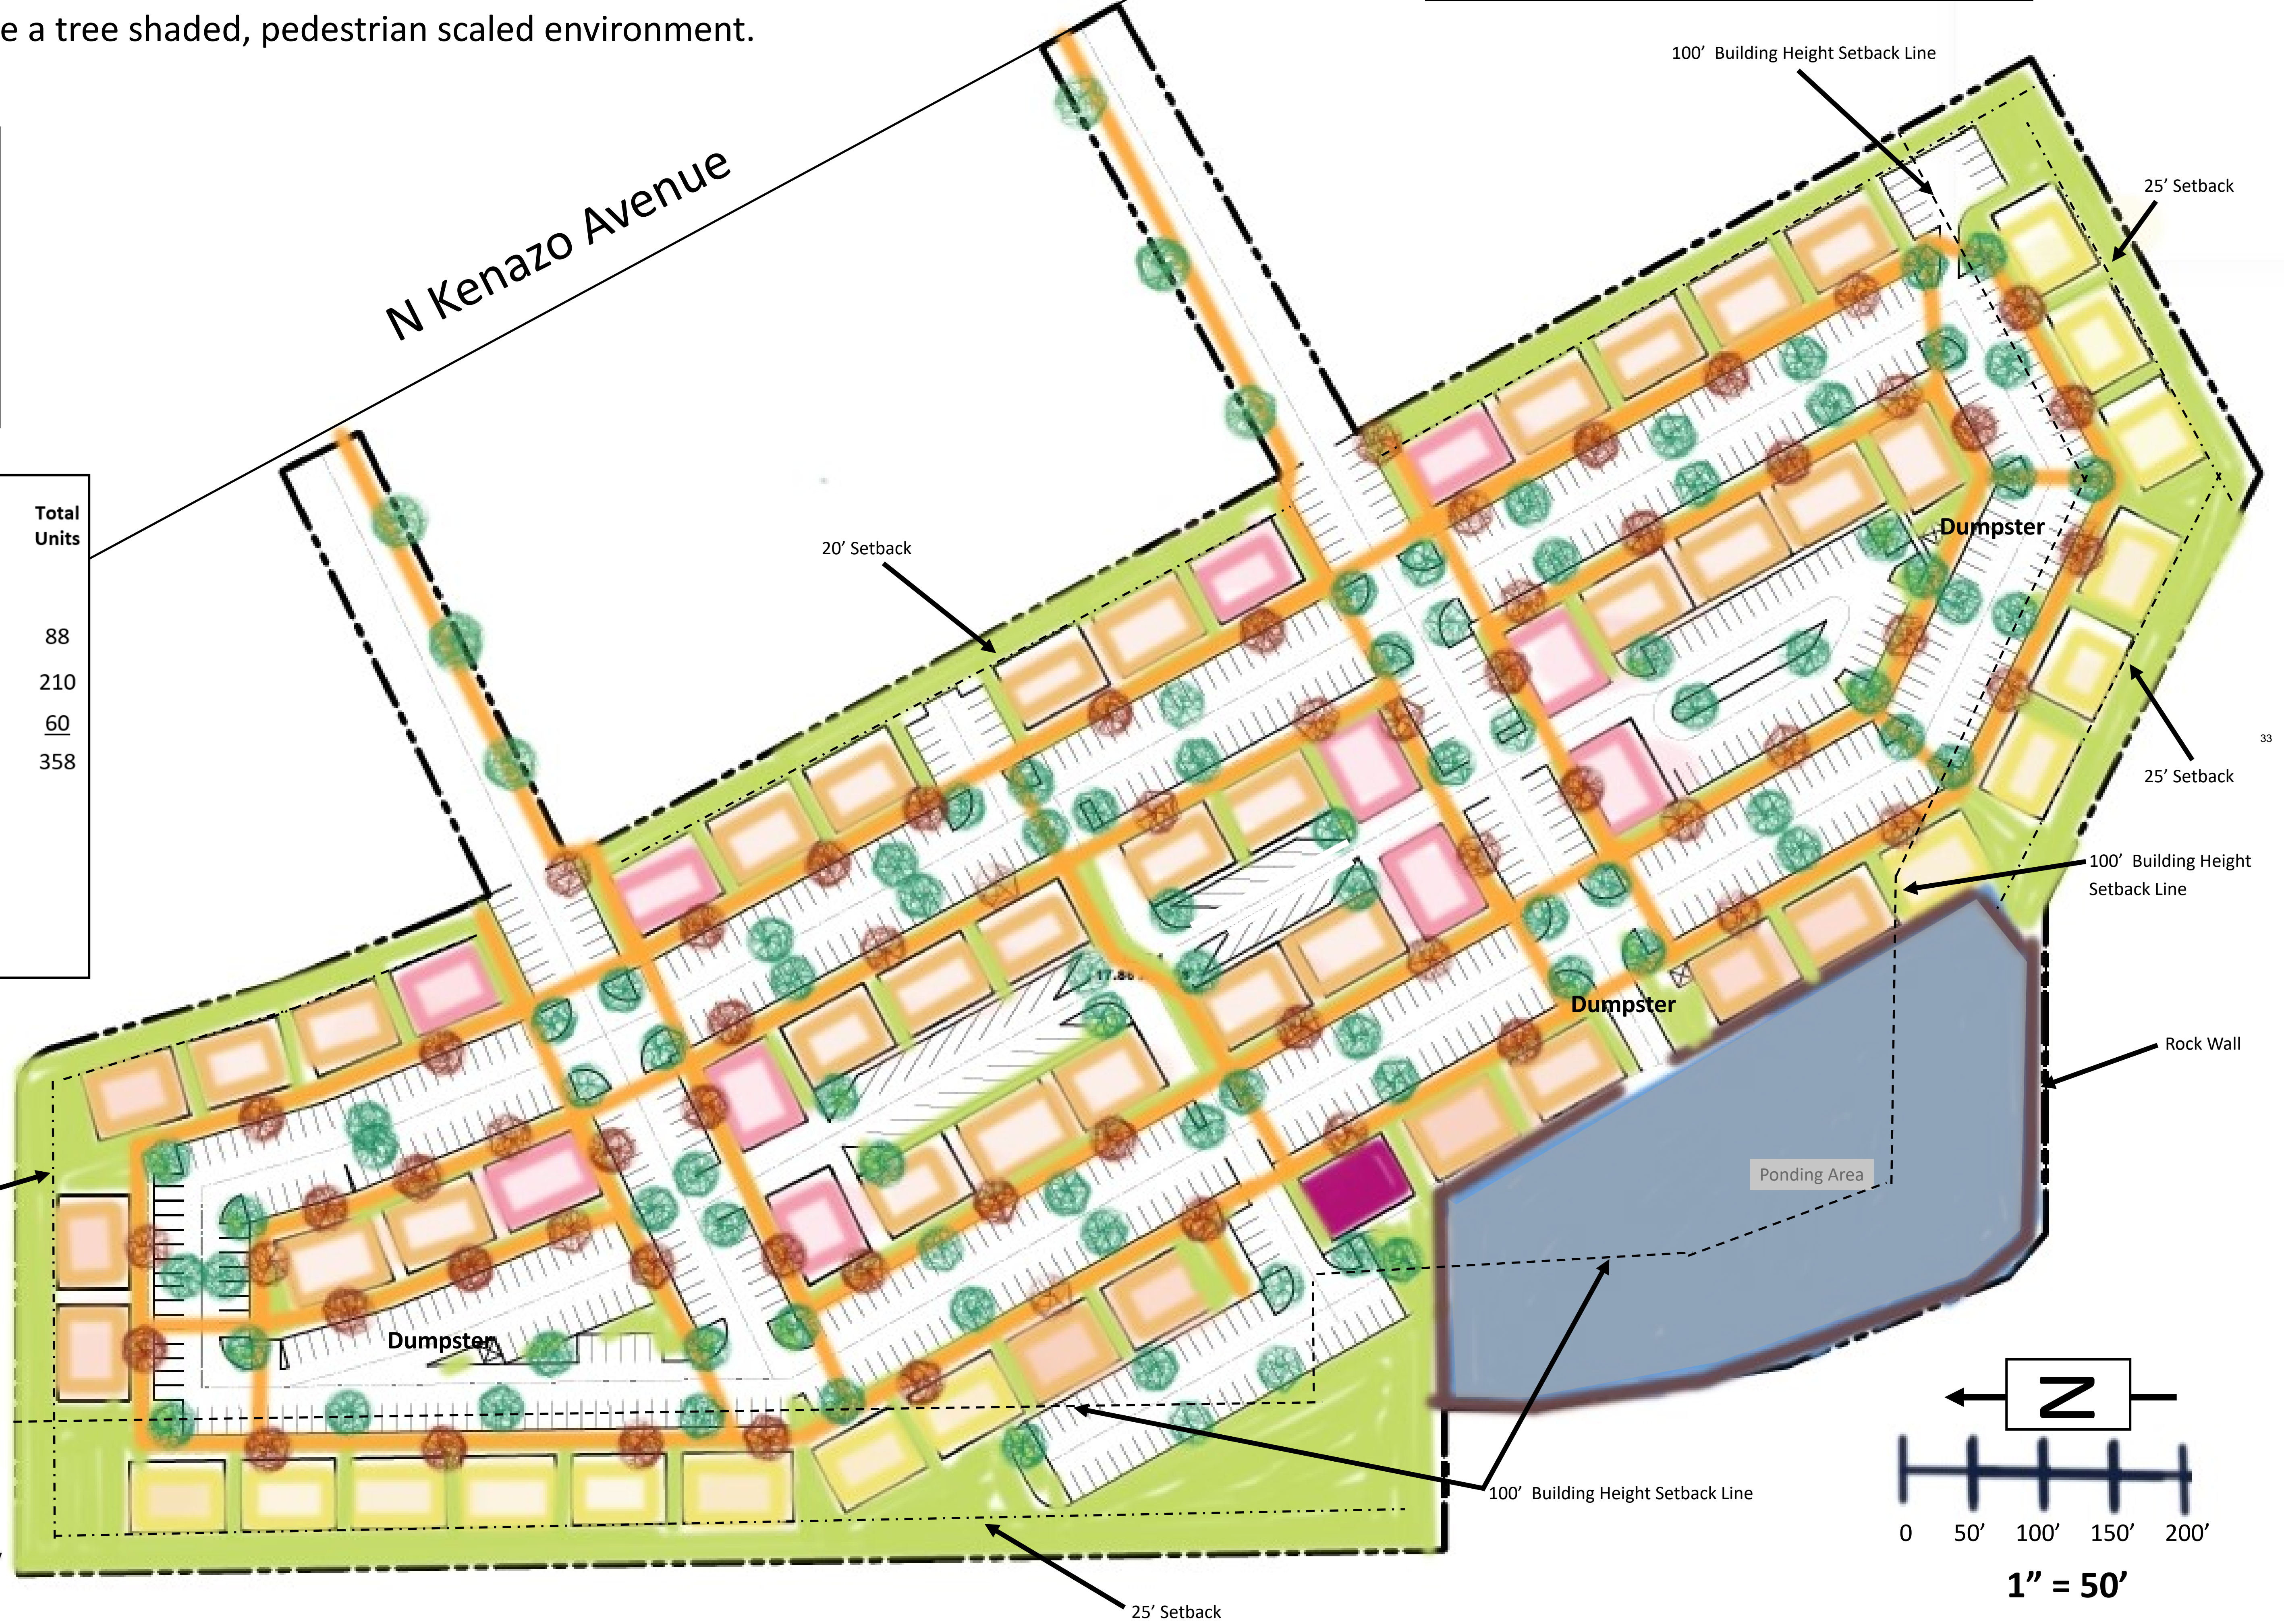 e a tree shaded, pedestrian scaled environment.
100’ Building Height Setback Line
N Kenazo Avenue
25’ Setback
Total
Units
88
210
60
358
20’ Setback
Dumpster
33
25’ Setback
100’ Building Height
Setback Line
Dumpster
Rock Wall
Ponding Area
Dumpster
N
100’ Building Height Setback Line
0 50’ 100’ 150’ 200’
1” = 50’
25’ Setback